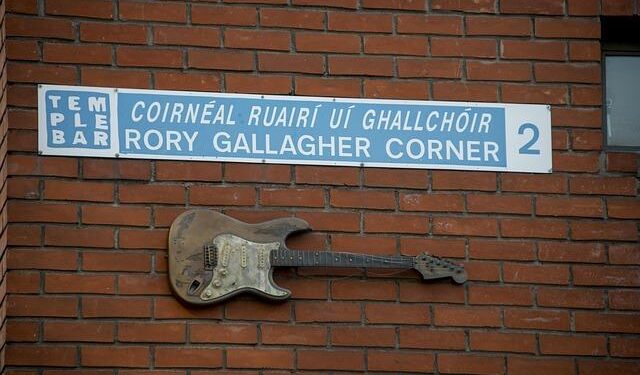 TEM
PLE
BAR
COIRNÉAL RUAIRÍ UÍ GHALLCHÓIR
RORY GALLAGHER CORNER
2